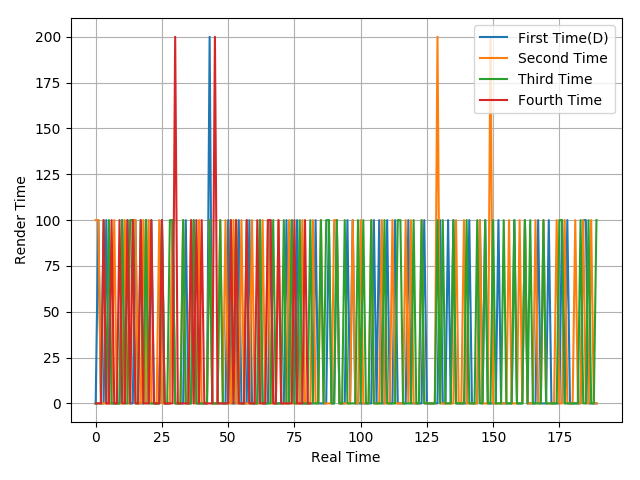 200
175
150
125
100
75
50
25
0
Render Time
0 25 50 75 100 125 150 175
Real Time
First Time(D)
Second Time
Third Time
Fourth Time